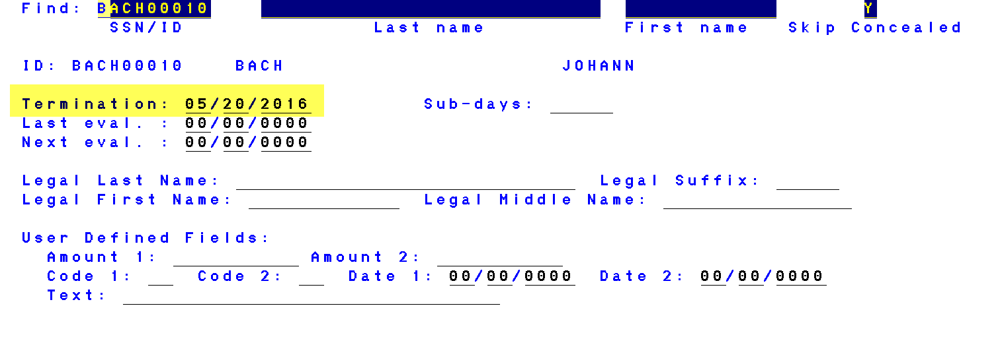 Find: BACH00010 Y
SSN/ID Last name First name Skip Concealed
ID: BACH00010 BACH JOHANN
Termination: 05/20/2016 Sub-days:
Last eval. : 00/00/0000
Next eval. : 00/00/0000
Legal Last Name: Legal Suffix:
Legal First Name: Legal Middle Name:
User Defined Fields:
Amount 1: Amount 2:
Code 1: Code 2: Date 1: 00/00/0000 Date 2: 00/00/0000
Text: